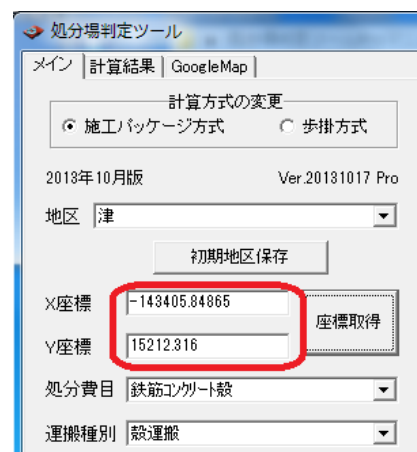 処分場判定ツール
メイン 計算結果 GoogleMap
計算方式の変更
施工パッケージ方式 歩掛方式
2013年10月版 Ver.20131017 Pro
地区 津
初期地区保存
X座標 -143405.84865
座標取得
Y座標 15212.316
処分費目 鉄筋コンクリート殻
運搬種別 殻運搬